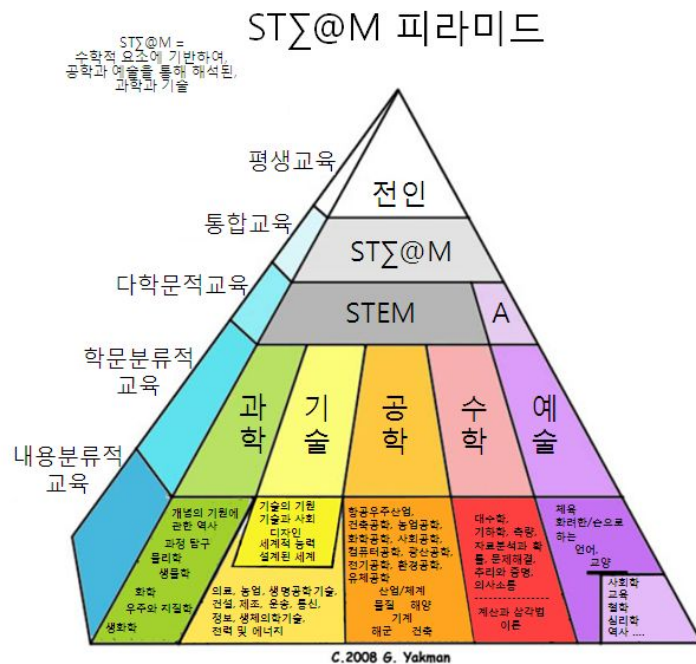 ST∑@M 피라미드
ST∑@M =
수학적 요소에 기반하여,
공학과 예술을 통해 해석된,
과학과 기술
평생교육
통합교육
다학문적교육
학문분류적
교육
내용분류적
교육
전인
ST∑@M
STEM
A
과학
기술
공학
수학
예술
개념의 기원에
관한 역사
과정 탐구
물리학
생물학
화학
우주와 지질학
생화학
기술의 기원
기술과 사회
디자인
세계적 능력
설계된 세계
의료, 농업, 생명공학기술,
건설, 제조, 운송, 통신,
정보, 생체의학기술,
전력 및 에너지
항공우주산업,
건축공학, 농업공학,
화학공학, 사회공학,
컴퓨터공학, 광산공학,
전기공학, 환경공학,
유체공학
산업/체계
물질 해양
기계
해군 건축
대수학,
기하학, 측량,
자료분석과 확
률, 문제해결,
추리와 증명,
의사소통
----------------
계산과 삼각법
이론
체육
화려한/손으로
하는
언어,
교양
사회학
교육
철학
심리학
역사 ....
C.2008 G. Yakman